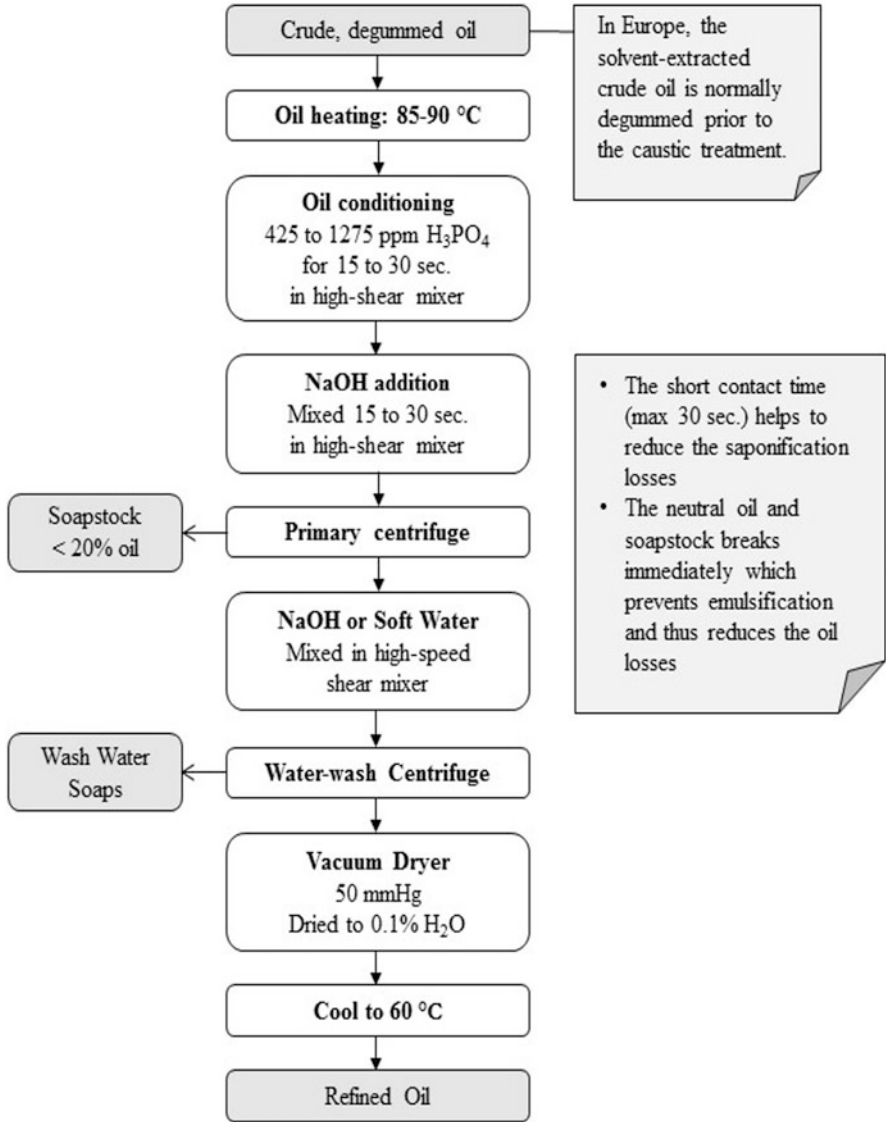 Crude, degummed oil
In Europe, the
solvent-extracted
crude oil is normally
degummed prior to
the caustic treatment.
Oil heating: 85-90 °C
Oil conditioning
425 to 1275 ppm H₃PO₄
for 15 to 30 sec.
in high-shear mixer
NaOH addition
Mixed 15 to 30 sec.
in high-shear mixer
• The short contact time
(max 30 sec.) helps to
reduce the saponification
losses
• The neutral oil and
soapstock breaks
immediately which
prevents emulsification
and thus reduces the oil
losses
Soapstock
< 20% oil
Primary centrifuge
NaOH or Soft Water
Mixed in high-speed
shear mixer
Wash Water
Soaps
Water-wash Centrifuge
Vacuum Dryer
50 mmHg
Dried to 0.1% H₂O
Cool to 60 °C
Refined Oil